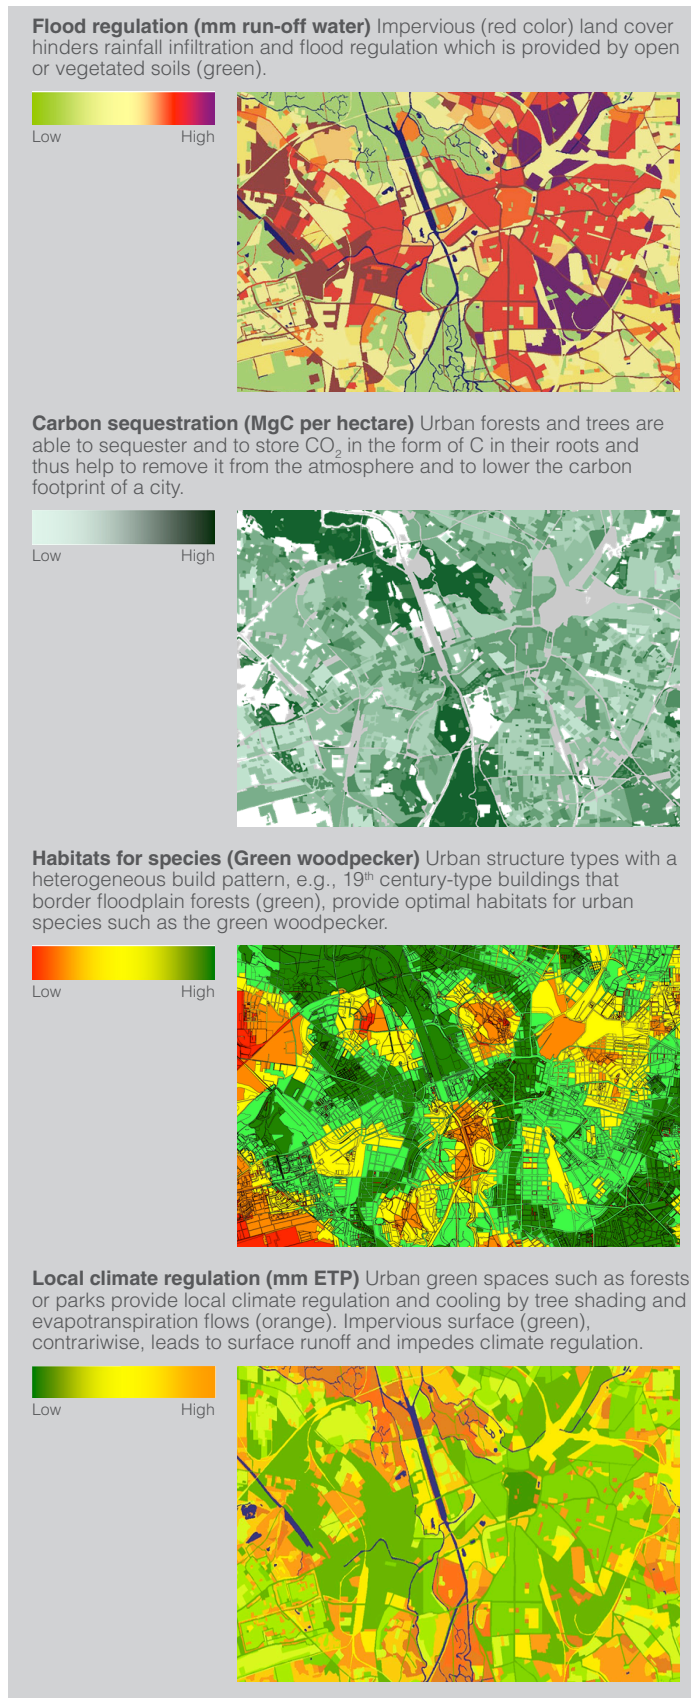 Flood regulation (mm run-off water) Impervious (red color) land cover
hinders rainfall infiltration and flood regulation which is provided by open
or vegetated soils (green).
Low High
Carbon sequestration (MgC per hectare) Urban forests and trees are
able to sequester and to store CO₂ in the form of C in their roots and
thus help to remove it from the atmosphere and to lower the carbon
footprint of a city.
Low High
Habitats for species (Green woodpecker) Urban structure types with a
heterogeneous build pattern, e.g., 19th century-type buildings that
border floodplain forests (green), provide optimal habitats for urban
species such as the green woodpecker.
Low High
Local climate regulation (mm ETP) Urban green spaces such as forests
or parks provide local climate regulation and cooling by tree shading and
evapotranspiration flows (orange). Impervious surface (green),
contrariwise, leads to surface runoff and impedes climate regulation.
Low High